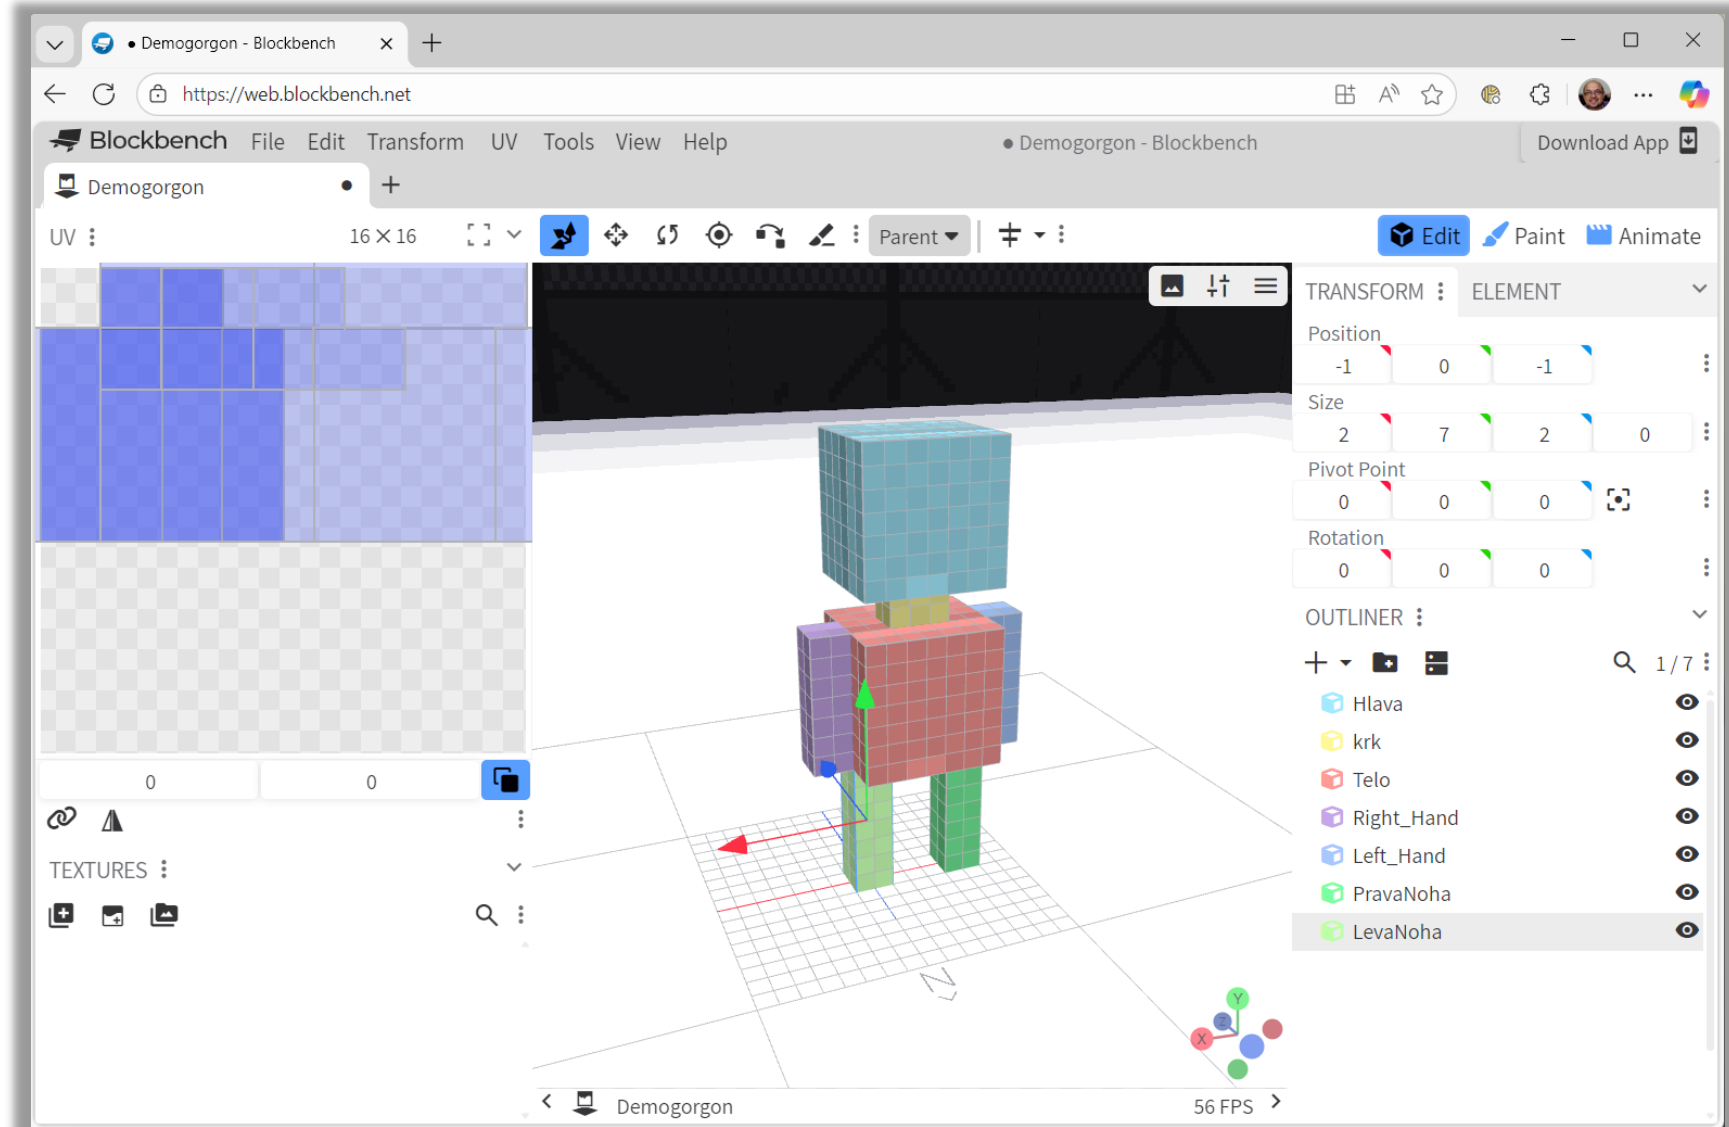 • Demogorgon - Blockbench
https://web.blockbench.net
Blockbench File Edit Transform UV Tools View Help
• Demogorgon - Blockbench
Download App
Demogorgon
UV
16 × 16
Parent
Edit Paint Animate
TRANSFORM ELEMENT
Position
-1 0 -1
Size
2 7 2 0
Pivot Point
0 0 0
Rotation
0 0 0
OUTLINER
1 / 7
Hlava
krk
Telo
Right_Hand
Left_Hand
PravaNoha
LevaNoha
0 0
TEXTURES
N
Y
Z
X
Demogorgon
56 FPS